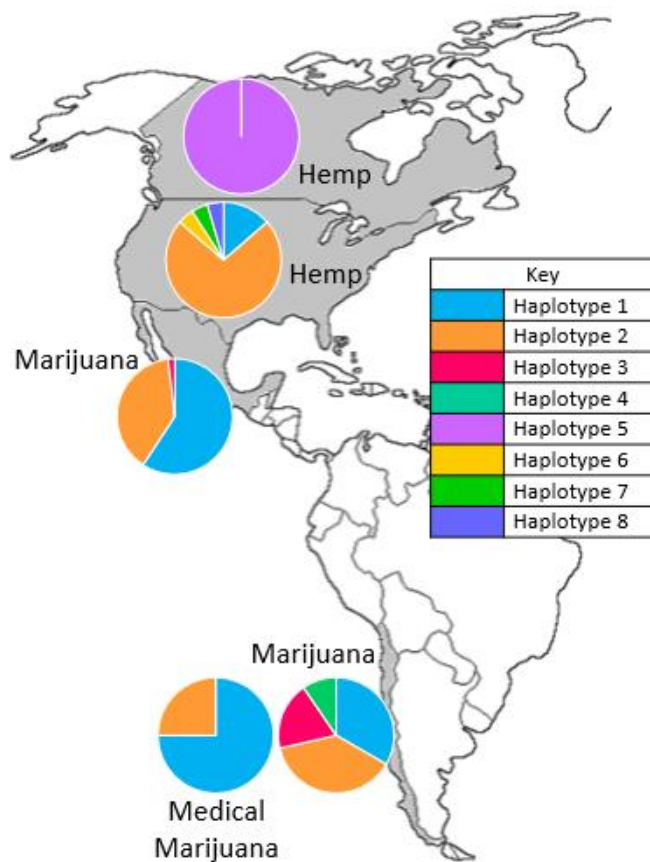 Hemp
Hemp
Key
Haplotype 1
Haplotype 2
Haplotype 3
Haplotype 4
Haplotype 5
Haplotype 6
Haplotype 7
Haplotype 8
Marijuana
Marijuana
Medical
Marijuana